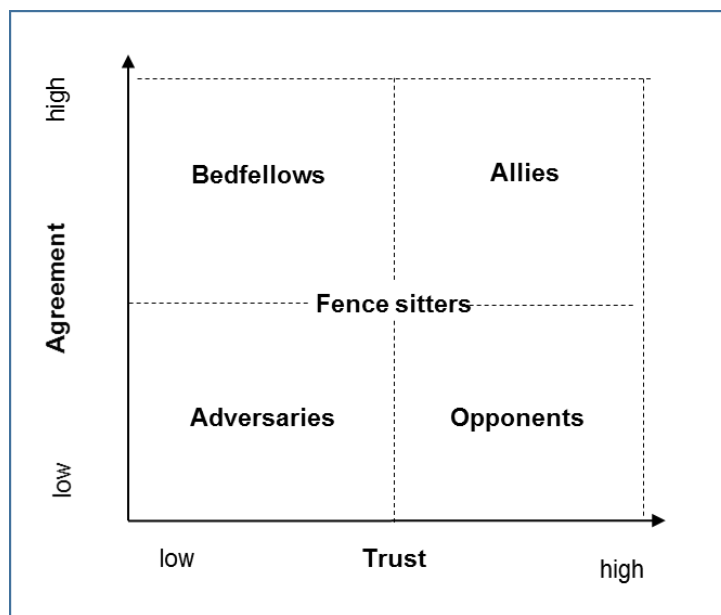 high
Bedfellows
Allies
Agreement
Fence sitters
Adversaries
Opponents
low
low
Trust
high